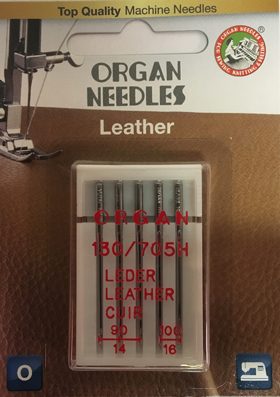 Top Quality Machine Needles
ORGAN
NEEDLES
Leather
ORGAN
130/705H
LEDER
LEATHER
CUIR
90 100
14 16
O